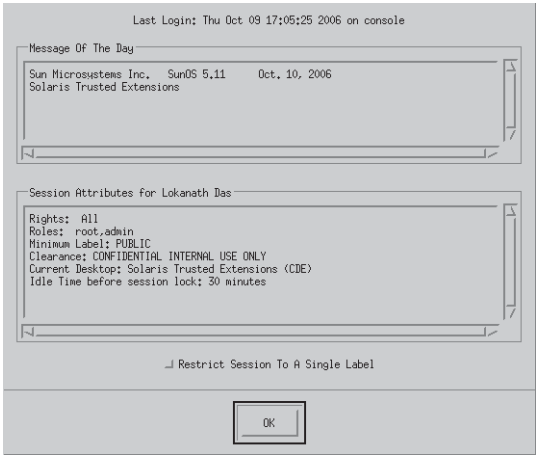 Last Login: Thu Oct 09 17:05:25 2006 on console
Message Of The Day
Sun Microsystems Inc. SunOS 5.11 Oct. 10, 2006
Solaris Trusted Extensions
Session Attributes for Lokanath Das
Rights: All
Roles: root,admin
Minimum Label: PUBLIC
Clearance: CONFIDENTIAL INTERNAL USE ONLY
Current Desktop: Solaris Trusted Extensions (CDE)
Idle Time before session lock: 30 minutes
Restrict Session To A Single Label
OK